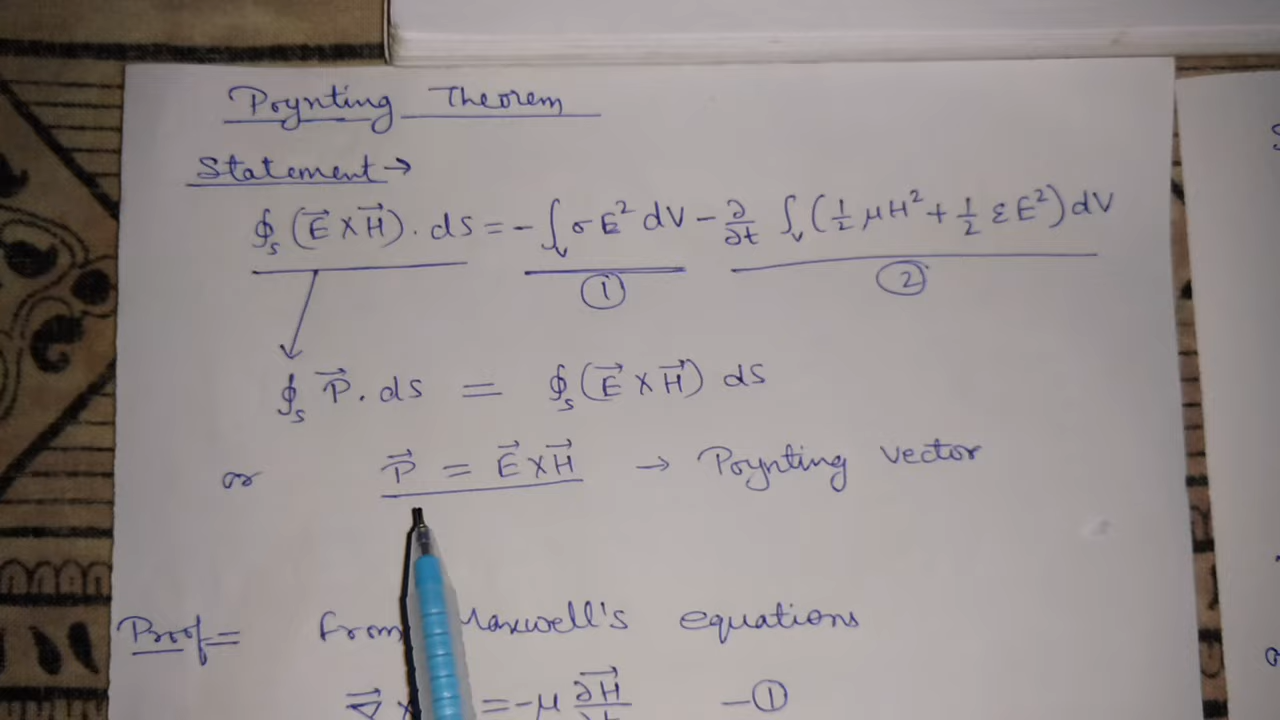 Poynting Theorem
Statement →
∮s (E⃗ × H⃗) . ds = - ∫v σE² dV - ∂/∂t ∫v (½ μH² + ½ εE²) dV
① ②
∮s P⃗ . ds = ∮s (E⃗ × H⃗) ds
or P⃗ = E⃗ × H⃗ → Poynting vector
Proof = From Maxwell's equations
∇⃗ × = -μ ∂H⃗/∂t - ①